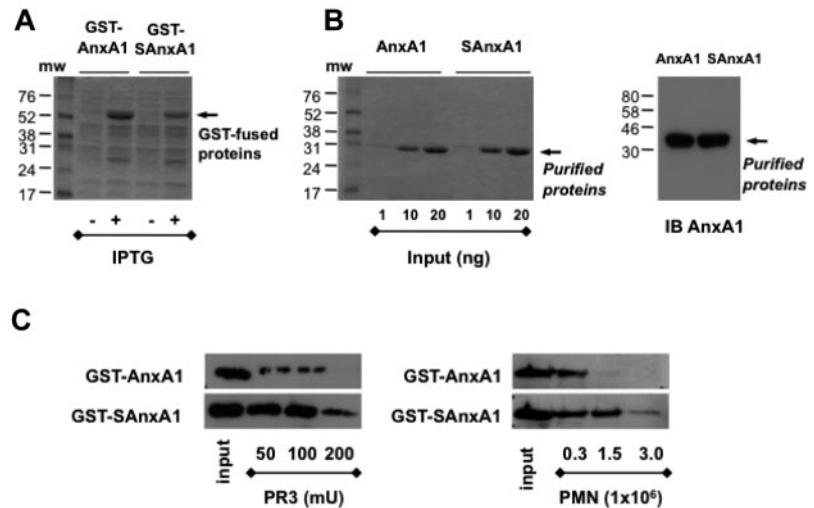 A
GST-
AnxA1
GST-
SAnxA1
mw
76
52
38
31
24
17
GST-fused
proteins
- + - +
IPTG
B
AnxA1 SAnxA1
mw
76
52
38
31
24
17
Purified
proteins
1 10 20 1 10 20
Input (ng)
AnxA1 SAnxA1
80
58
46
30
Purified
proteins
IB AnxA1
C
GST-AnxA1
GST-SAnxA1
input
50 100 200
PR3 (mU)
GST-AnxA1
GST-SAnxA1
input
0.3 1.5 3.0
PMN (1x10⁶)